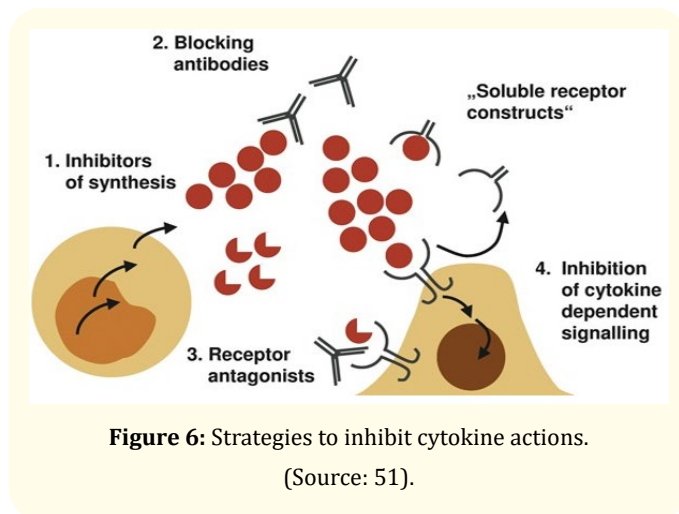 2. Blocking
antibodies
„Soluble receptor
constructs“
1. Inhibitors
of synthesis
4. Inhibition
of cytokine
dependent
signalling
3. Receptor
antagonists
Figure 6: Strategies to inhibit cytokine actions.
(Source: 51).